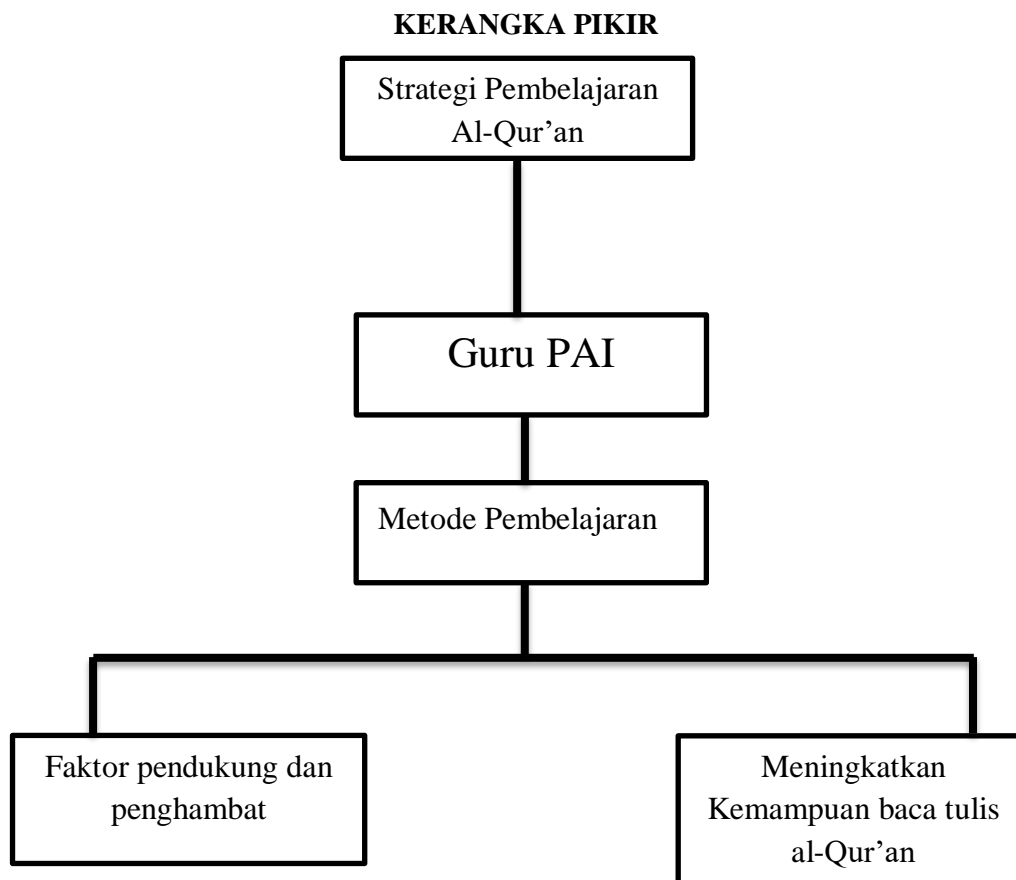 KERANGKA PIKIR
Strategi Pembelajaran
Al-Qur’an
Guru PAI
Metode Pembelajaran
Faktor pendukung dan
penghambat
Meningkatkan
Kemampuan baca tulis
al-Qur’an